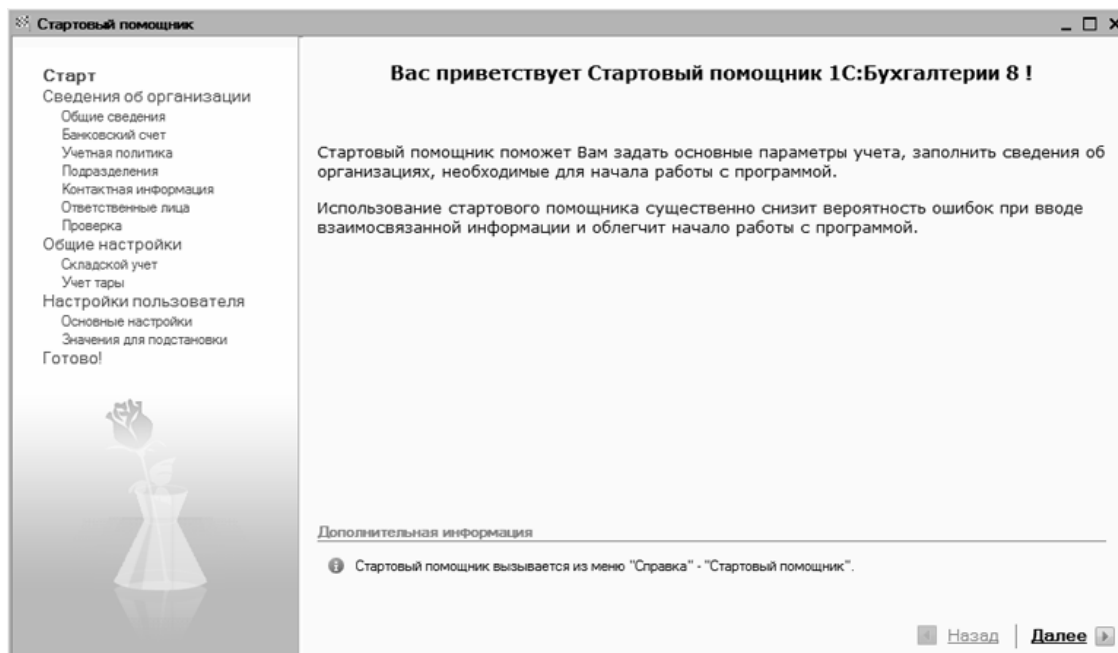 Стартовый помощник
Старт
Сведения об организации
Общие сведения
Банковский счет
Учетная политика
Подразделения
Контактная информация
Ответственные лица
Проверка
Общие настройки
Складской учет
Учет тары
Настройки пользователя
Основные настройки
Значения для подстановки
Готово!
Вас приветствует Стартовый помощник 1С:Бухгалтерии 8 !
Стартовый помощник поможет Вам задать основные параметры учета, заполнить сведения об
организациях, необходимые для начала работы с программой.
Использование стартового помощника существенно снизит вероятность ошибок при вводе
взаимосвязанной информации и облегчит начало работы с программой.
Дополнительная информация
Стартовый помощник вызывается из меню "Справка" - "Стартовый помощник".
Назад Далее